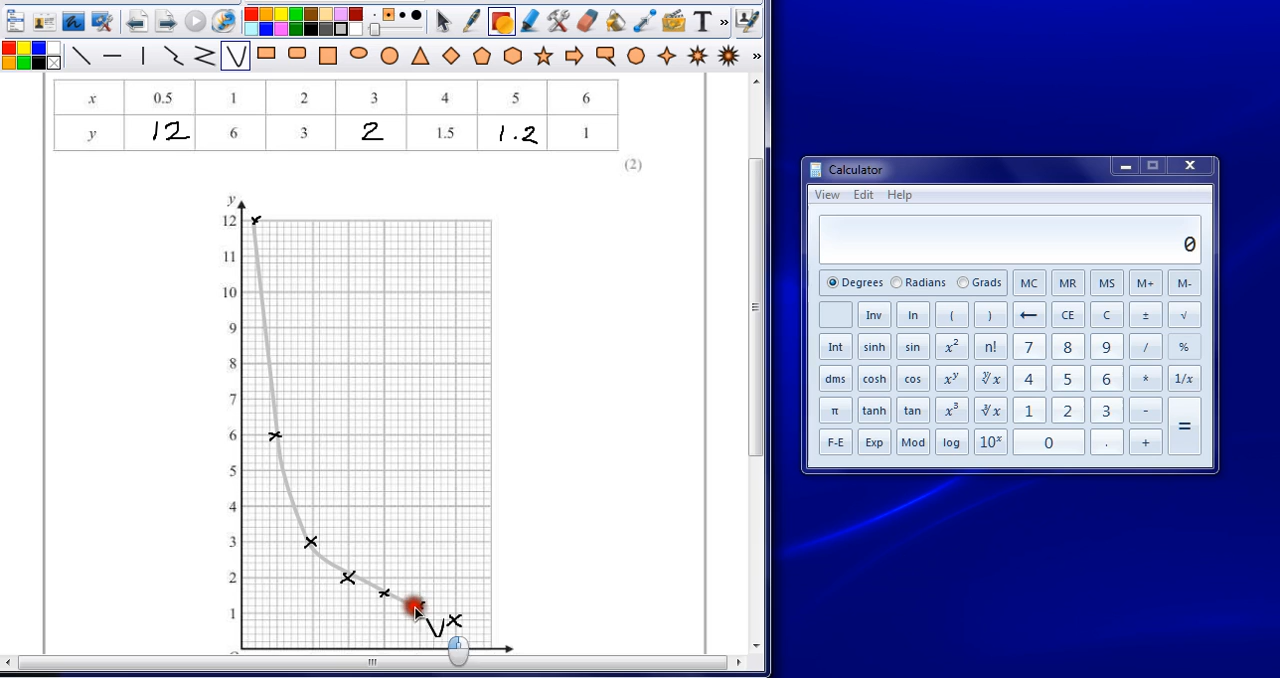 x 0.5 1 2 3 4 5 6
y 12 6 3 2 1.5 1.2 1
(2)
y
12
11
10
9
8
7
6
5
4
3
2
1
Calculator
View Edit Help
0
Degrees Radians Grads MC MR MS M+ M-
Inv ln ( ) ← CE C ± √
Int sinh sin x² n! 7 8 9 / %
dms cosh cos xʸ ʸ√x 4 5 6 * 1/x
π tanh tan x³ ³√x 1 2 3 - =
F-E Exp Mod log 10ˣ 0 . +